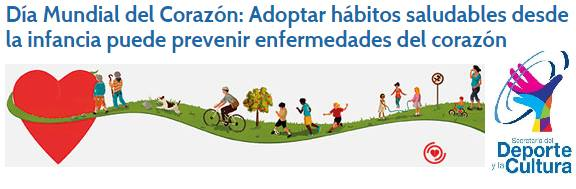 Día Mundial del Corazón: Adoptar hábitos saludables desde
la infancia puede prevenir enfermedades del corazón
Secretaría del
Deporte
y la Cultura